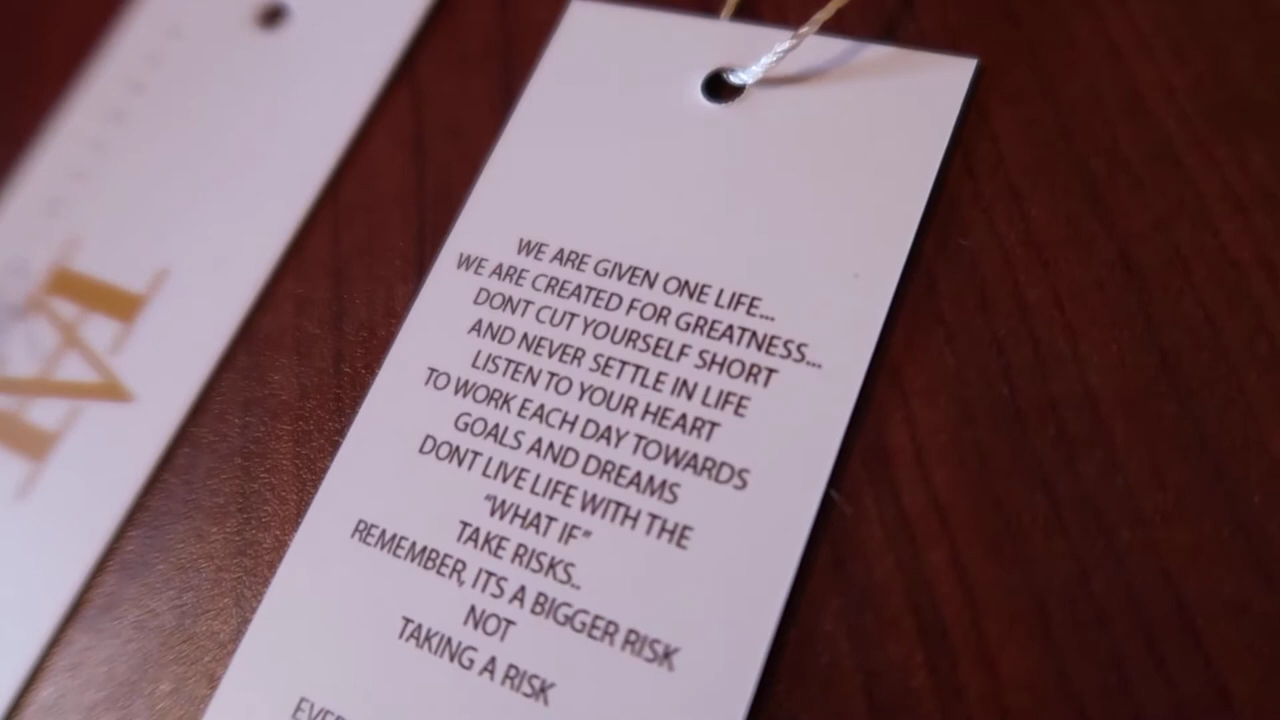 WE ARE GIVEN ONE LIFE...
WE ARE CREATED FOR GREATNESS...
DONT CUT YOURSELF SHORT
AND NEVER SETTLE IN LIFE
LISTEN TO YOUR HEART
TO WORK EACH DAY TOWARDS
GOALS AND DREAMS
DONT LIVE LIFE WITH THE
"WHAT IF"
TAKE RISKS..
REMEMBER, ITS A BIGGER RISK
NOT
TAKING A RISK